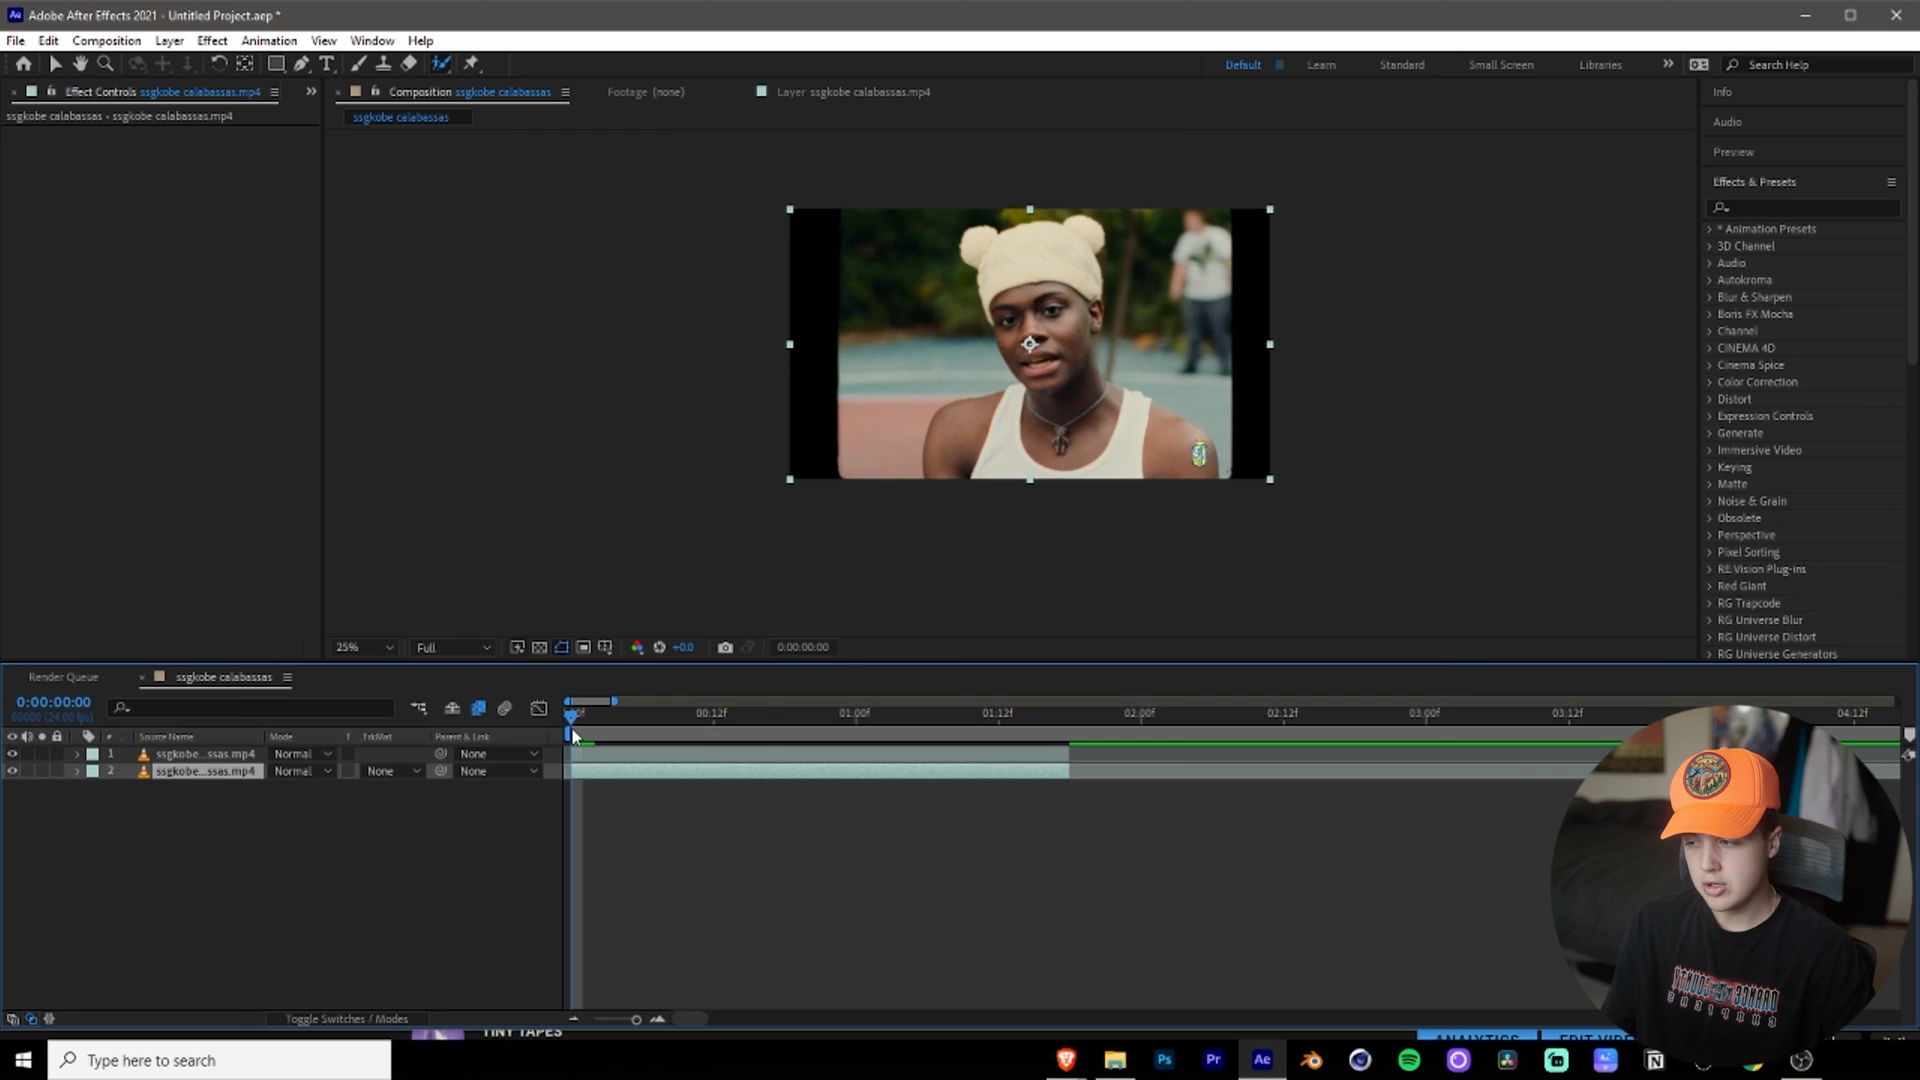 Adobe After Effects 2021 - Untitled Project.aep *
File Edit Composition Layer Effect Animation View Window Help
Default Learn Standard Small Screen Libraries Search Help
Effect Controls ssgkobe calabassas.mp4
ssgkobe calabassas • ssgkobe calabassas.mp4
Composition ssgkobe calabassas
Footage (none)
Layer ssgkobe calabassas.mp4
ssgkobe calabassas
Info
Audio
Preview
Effects & Presets
* Animation Presets
3D Channel
Audio
Autokroma
Blur & Sharpen
Boris FX Mocha
Channel
CINEMA 4D
Cinema Spice
Color Correction
Distort
Expression Controls
Generate
Immersive Video
Keying
Matte
Noise & Grain
Obsolete
Perspective
Pixel Sorting
RE:Vision Plug-ins
Red Giant
RG Trapcode
RG Universe Blur
RG Universe Distort
RG Universe Generators
25% Full +0.0 0:00:00:00
Render Queue ssgkobe calabassas
0:00:00:00
00000 (24.00 fps)
00:12f 01:00f 01:12f 02:00f 02:12f 03:00f 03:12f 04:12f
# Source Name Mode T TrkMat Parent & Link
1 ssgkobe...ssas.mp4 Normal None
2 ssgkobe...ssas.mp4 Normal None None
Toggle Switches / Modes
TINY TAPES
ANALYTICS
Type here to search
Ps Pr Ae